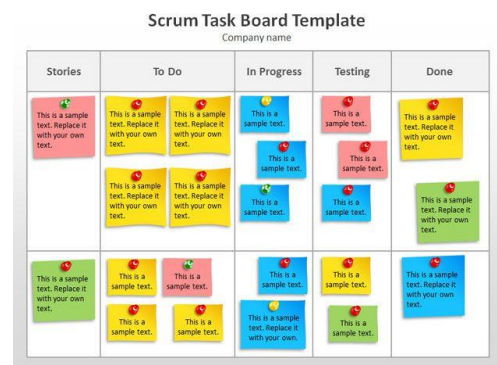 Scrum Task Board Template
Company name
Stories
To Do
In Progress
Testing
Done
This is a sample
text. Replace it
with your own
text.
This is a sample
text. Replace it
with your own
text.
This is a sample
text. Replace it
with your own
text.
This is a sample
text. Replace it
with your own
text.
This is a sample
text. Replace it
with your own
text.
This is a
sample text.
This is a
sample text.
This is a
sample text.
This is a
sample text.
This is a
sample text.
This is a
sample text.
This is a sample
text. Replace it
with your own
text.
This is a sample
text. Replace it
with your own
text.
This is a sample
text. Replace it
with your own
text.
This is a
sample text.
This is a
sample text.
This is a
sample text.
This is a
sample text.
This is a
sample text.
This is a sample
text. Replace it
with your own.
This is a
sample text.
This is a
sample text.
This is a sample
text. Replace it
with your own
text.